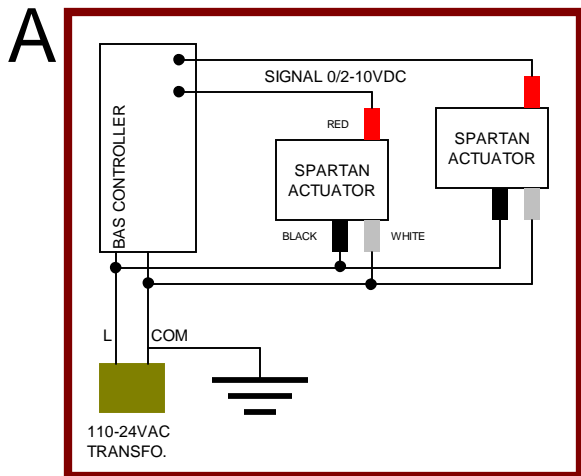 A
SIGNAL 0/2-10VDC
RED
SPARTAN
ACTUATOR
SPARTAN
ACTUATOR
BAS CONTROLLER
BLACK
WHITE
L
COM
110-24VAC
TRANSFO.